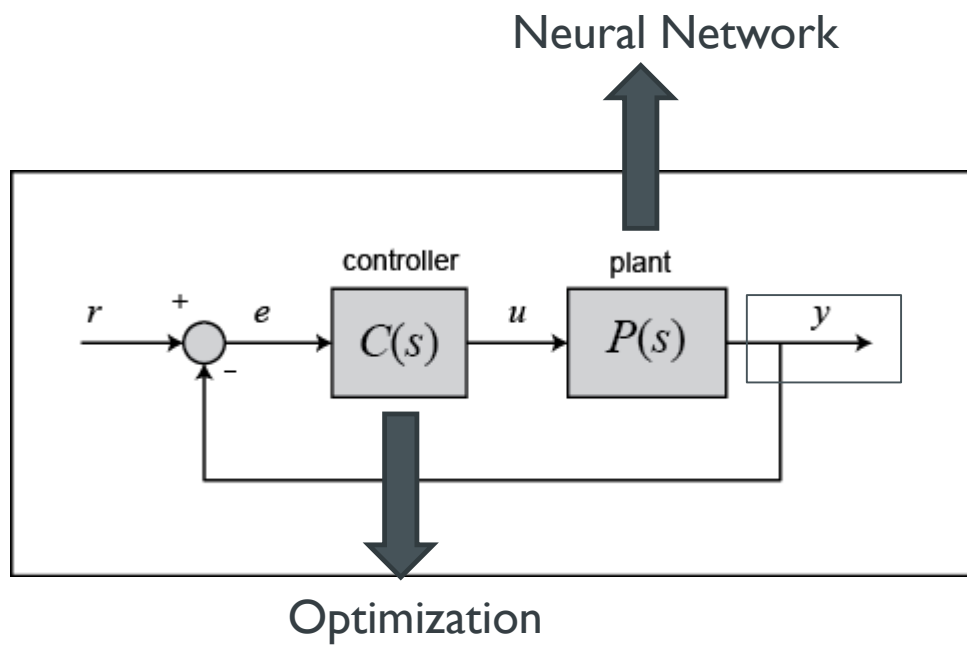 Neural Network
controller
plant
r
+
e
C(s)
u
P(s)
y
-
Optimization